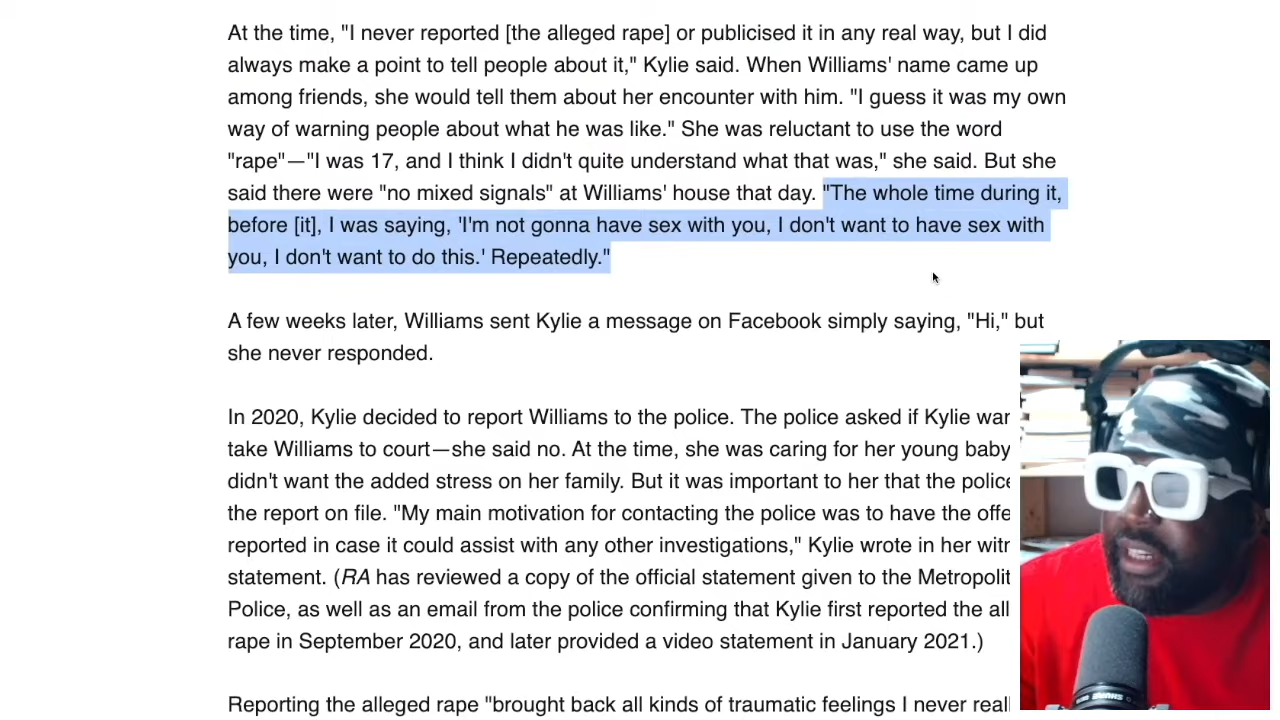 At the time, "I never reported [the alleged rape] or publicised it in any real way, but I did
always make a point to tell people about it," Kylie said. When Williams' name came up
among friends, she would tell them about her encounter with him. "I guess it was my own
way of warning people about what he was like." She was reluctant to use the word
"rape"—"I was 17, and I think I didn't quite understand what that was," she said. But she
said there were "no mixed signals" at Williams' house that day. "The whole time during it,
before [it], I was saying, 'I'm not gonna have sex with you, I don't want to have sex with
you, I don't want to do this.' Repeatedly."
A few weeks later, Williams sent Kylie a message on Facebook simply saying, "Hi," but
she never responded.
In 2020, Kylie decided to report Williams to the police. The police asked if Kylie
take Williams to court—she said no. At the time, she was caring for her young baby
didn't want the added stress on her family. But it was important to her that the police
the report on file. "My main motivation for contacting the police was to have the
reported in case it could assist with any other investigations," Kylie wrote in her
statement. (RA has reviewed a copy of the official statement given to the
Police, as well as an email from the police confirming that Kylie first reported the
rape in September 2020, and later provided a video statement in January 2021.)
Reporting the alleged rape "brought back all kinds of traumatic feelings I never
SHURE